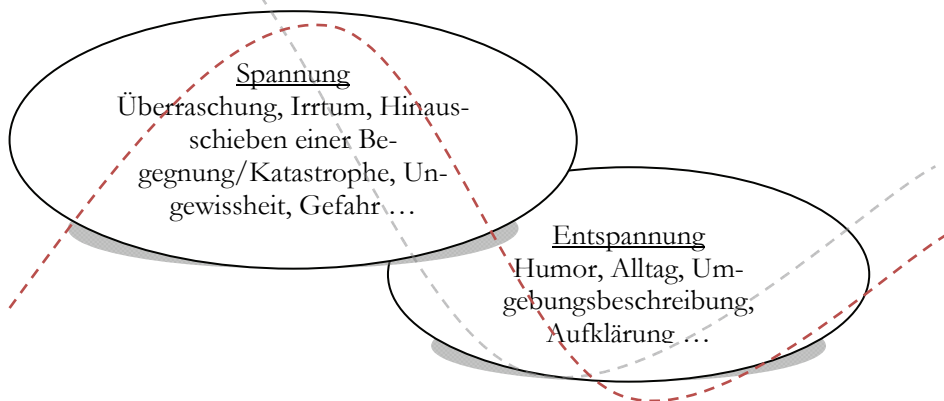 Spannung
Überraschung, Irrtum, Hinaus-
schieben einer Be-
gegnung/Katastrophe, Un-
gewissheit, Gefahr …
Entspannung
Humor, Alltag, Um-
gebungsbeschreibung,
Aufklärung …